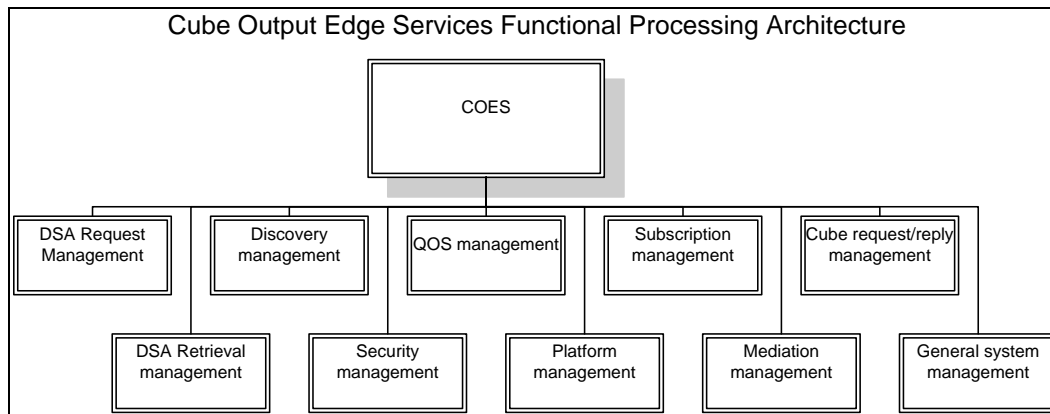 Cube Output Edge Services Functional Processing Architecture
COES
DSA Request
Management
Discovery
management
QOS management
Subscription
management
Cube request/reply
management
DSA Retrieval
management
Security
management
Platform
management
Mediation
management
General system
management